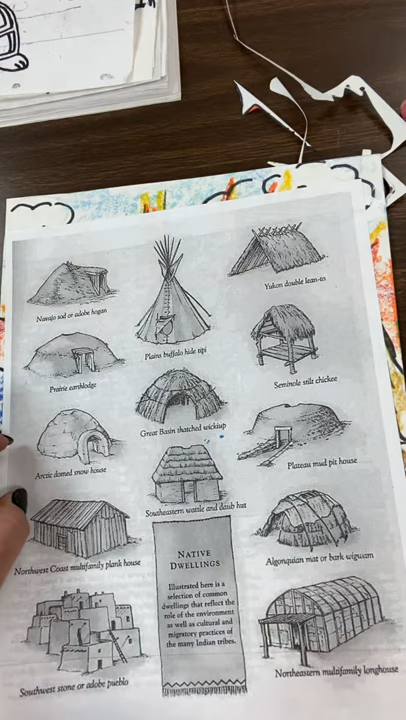 Navajo sod or adobe hogan
Plains buffalo hide tipi
Yukon double lean-to
Prairie earthlodge
Great Basin thatched wickiup
Seminole stilt chickee
Arctic domed snow house
Southeastern wattle and daub hut
Plateau mud pit house
Northwest Coast multifamily plank house
Algonquian mat or bark wigwam
NATIVE
DWELLINGS
Illustrated here is a
selection of common
dwellings that reflect the
role of the environment
as well as cultural and
migratory practices of
the many Indian tribes.
Southwest stone or adobe pueblo
Northeastern multifamily longhouse